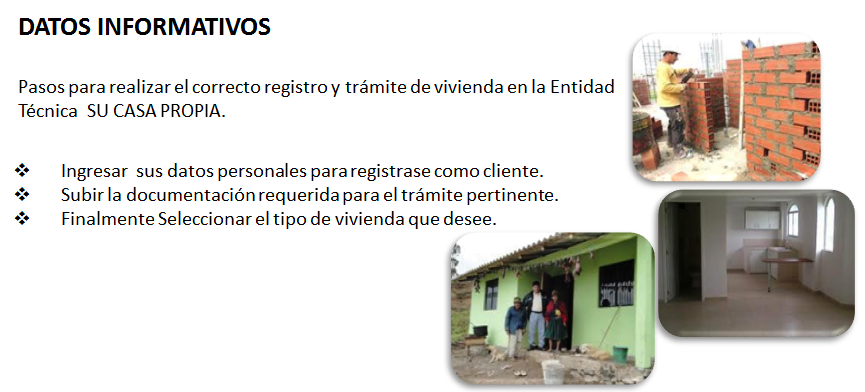 DATOS INFORMATIVOS
Pasos para realizar el correcto registro y trámite de vivienda en la Entidad
Técnica SU CASA PROPIA.
❖ Ingresar sus datos personales para registrase como cliente.
❖ Subir la documentación requerida para el trámite pertinente.
❖ Finalmente Seleccionar el tipo de vivienda que desee.